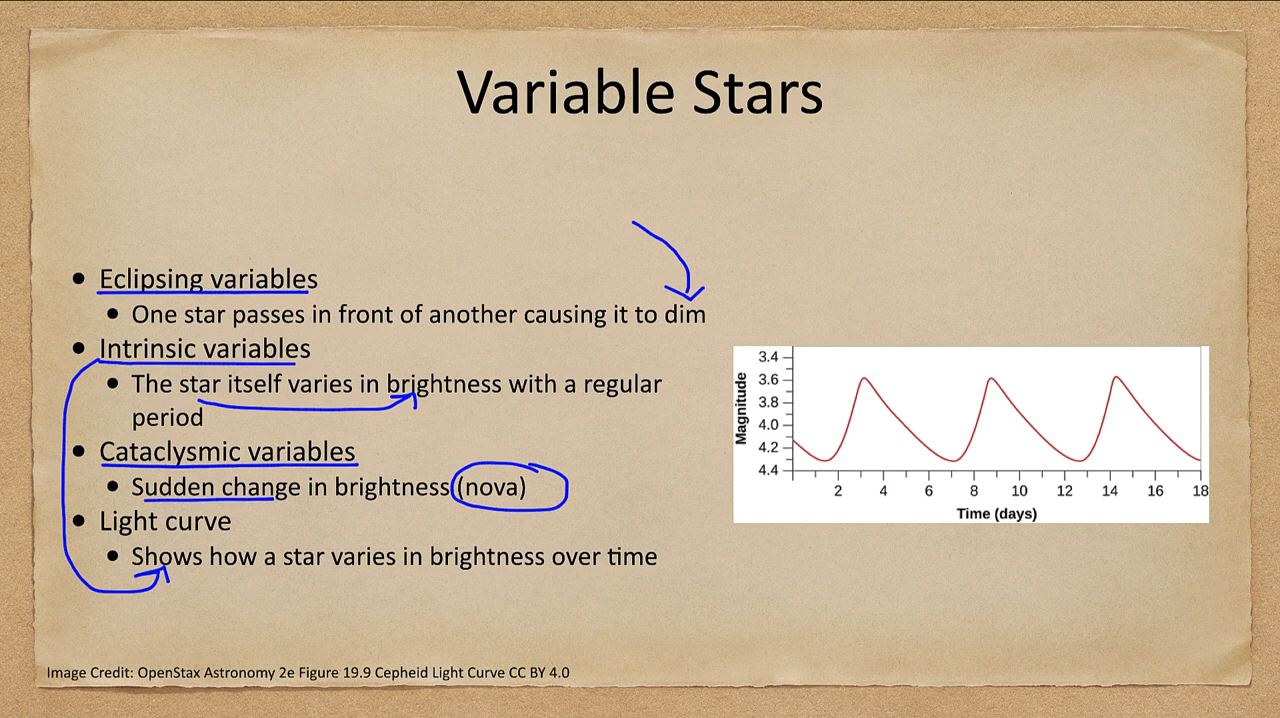 Variable Stars
• Eclipsing variables
• One star passes in front of another causing it to dim
• Intrinsic variables
• The star itself varies in brightness with a regular
period
• Cataclysmic variables
• Sudden change in brightness (nova)
• Light curve
• Shows how a star varies in brightness over time
Magnitude
3.4
3.6
3.8
4.0
4.2
4.4
2 4 6 8 10 12 14 16 18
Time (days)
Image Credit: OpenStax Astronomy 2e Figure 19.9 Cepheid Light Curve CC BY 4.0